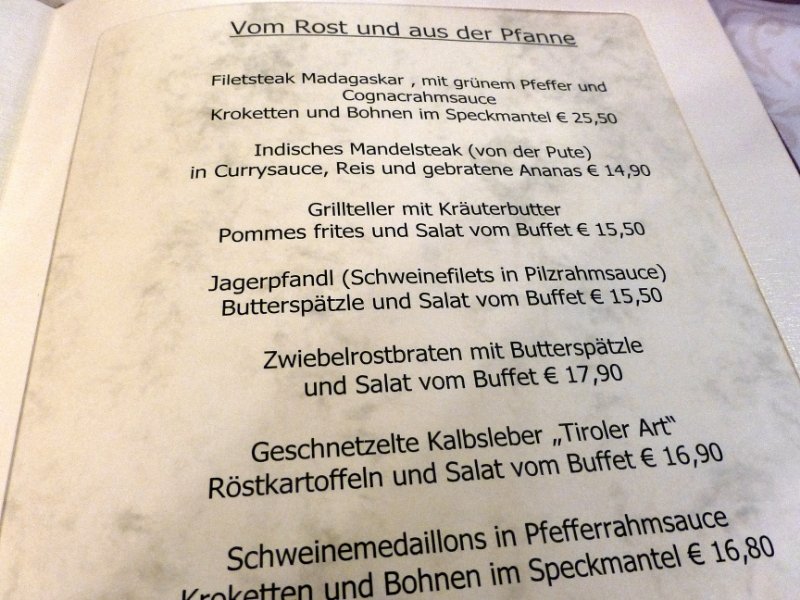 Vom Rost und aus der Pfanne
Filetsteak Madagaskar , mit grünem Pfeffer und
Cognacrahmsauce
Kroketten und Bohnen im Speckmantel € 25,50
Indisches Mandelsteak (von der Pute)
in Currysauce, Reis und gebratene Ananas € 14,90
Grillteller mit Kräuterbutter
Pommes frites und Salat vom Buffet € 15,50
Jagerpfandl (Schweinefilets in Pilzrahmsauce)
Butterspätzle und Salat vom Buffet € 15,50
Zwiebelrostbraten mit Butterspätzle
und Salat vom Buffet € 17,90
Geschnetzelte Kalbsleber „Tiroler Art“
Röstkartoffeln und Salat vom Buffet € 16,90
Schweinemedaillons in Pfefferrahmsauce
Kroketten und Bohnen im Speckmantel € 16,80